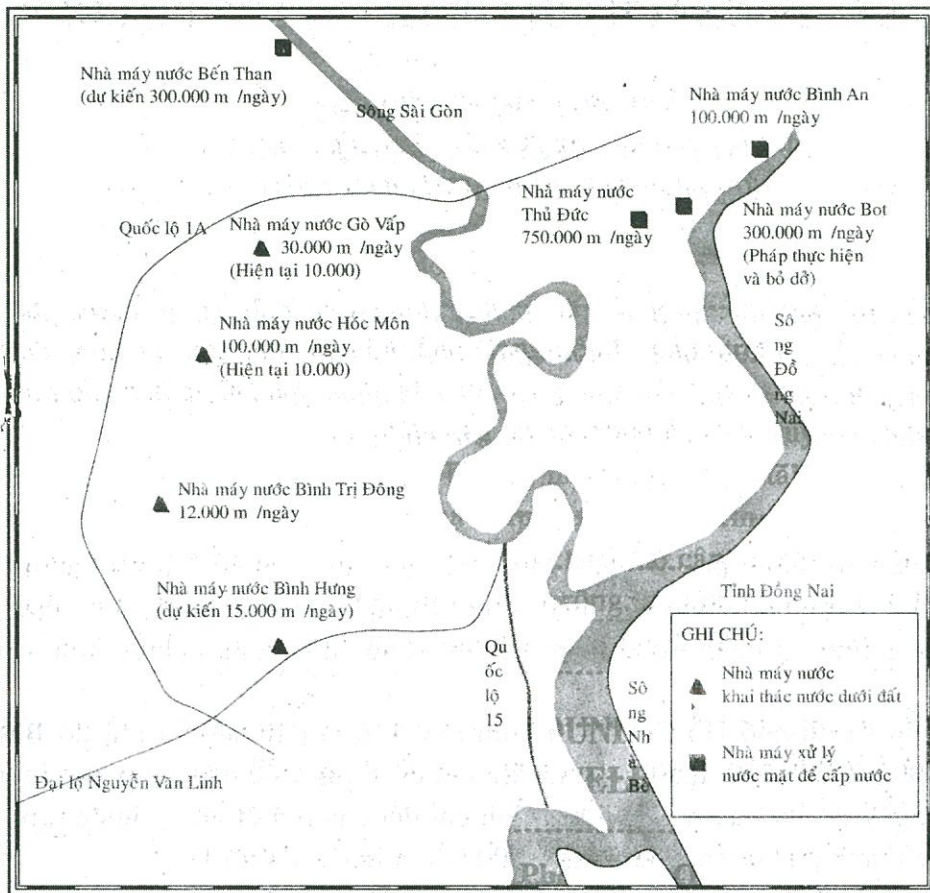 Nhà máy nước Bến Than
(dự kiến 300.000 m /ngày)
Sông Sài Gòn
Nhà máy nước Bình An
100.000 m /ngày
Nhà máy nước
Thủ Đức
750.000 m /ngày
Nhà máy nước Bot
300.000 m /ngày
(Pháp thực hiện
và bỏ dở)
Quốc lộ 1A
Nhà máy nước Gò Vấp
30.000 m /ngày
(Hiện tại 10.000)
Nhà máy nước Hóc Môn
100.000 m /ngày
(Hiện tại 10.000)
Sô
ng
Đồ
ng
Nai
Nhà máy nước Bình Trị Đông
12.000 m /ngày
Nhà máy nước Bình Hưng
(dự kiến 15.000 m /ngày)
Tỉnh Đồng Nai
Qu
ốc
lộ
15
Sô
ng
Nh
à
Bè
Đại lộ Nguyễn Văn Linh
GHI CHÚ:
Nhà máy nước
khai thác nước dưới đất
Nhà máy xử lý
nước mặt để cấp nước